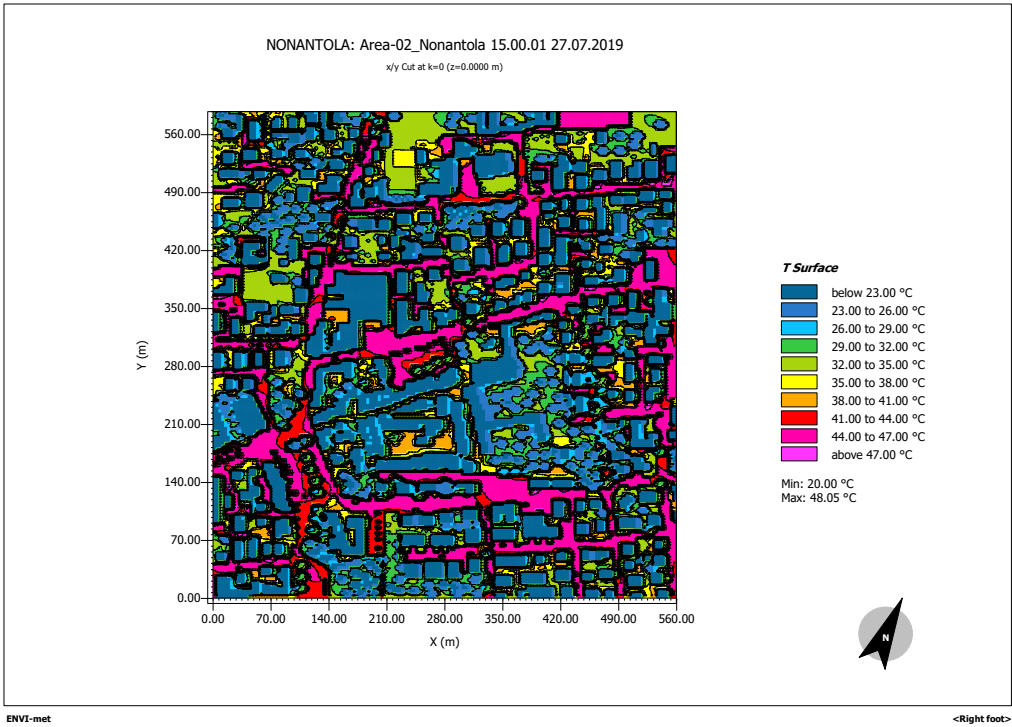 NONANTOLA: Area-02_Nonantola 15.00.01 27.07.2019
x/y Cut at k=0 (z=0.0000 m)
560.00
490.00
420.00
350.00
280.00
210.00
140.00
70.00
0.00
Y (m)
0.00 70.00 140.00 210.00 280.00 350.00 420.00 490.00 560.00
X (m)
T Surface
below 23.00 °C
23.00 to 26.00 °C
26.00 to 29.00 °C
29.00 to 32.00 °C
32.00 to 35.00 °C
35.00 to 38.00 °C
38.00 to 41.00 °C
41.00 to 44.00 °C
44.00 to 47.00 °C
above 47.00 °C
Min: 20.00 °C
Max: 48.05 °C
N
ENVI-met
<Right foot>